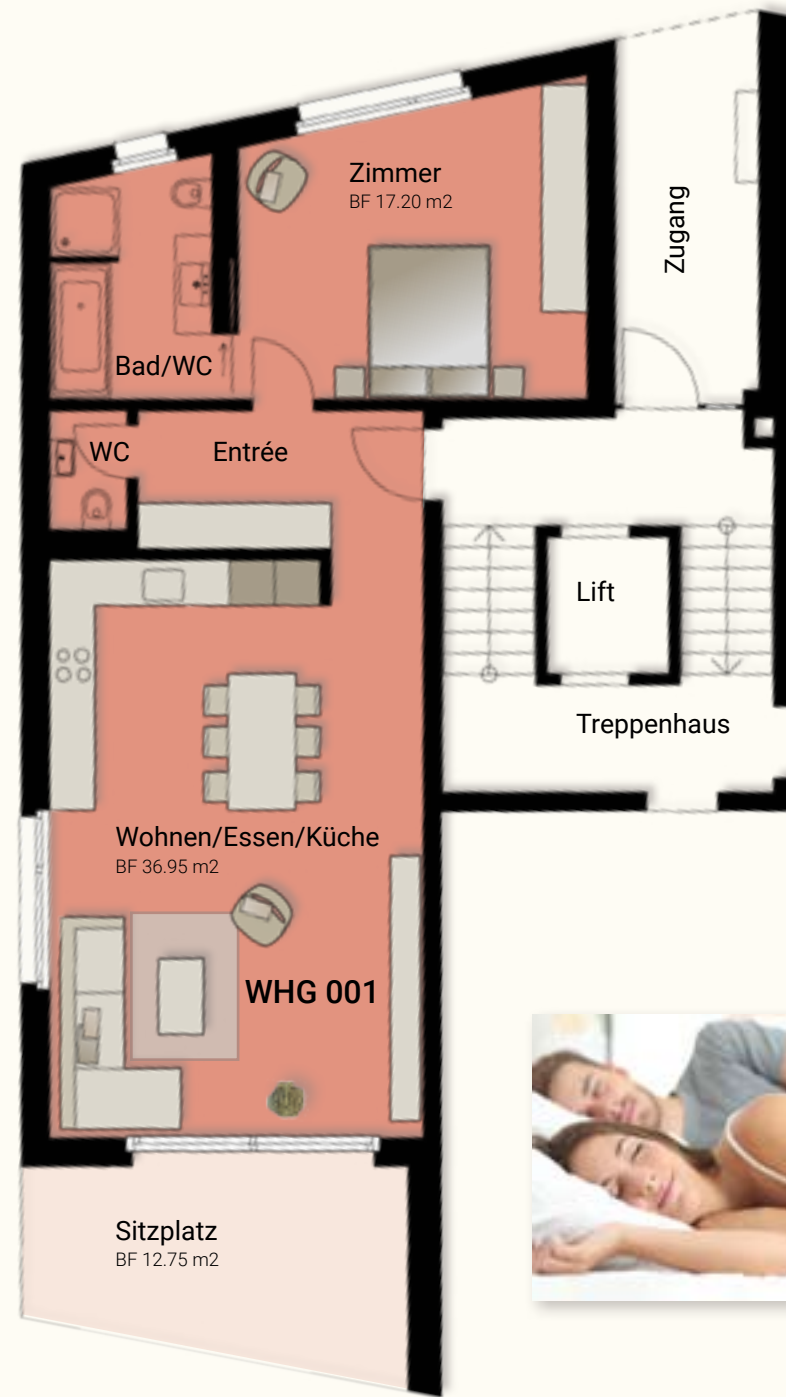 Zimmer
BF 17.20 m2
Zugang
Bad/WC
WC
Entrée
Lift
Treppenhaus
Wohnen/Essen/Küche
BF 36.95 m2
WHG 001
Sitzplatz
BF 12.75 m2